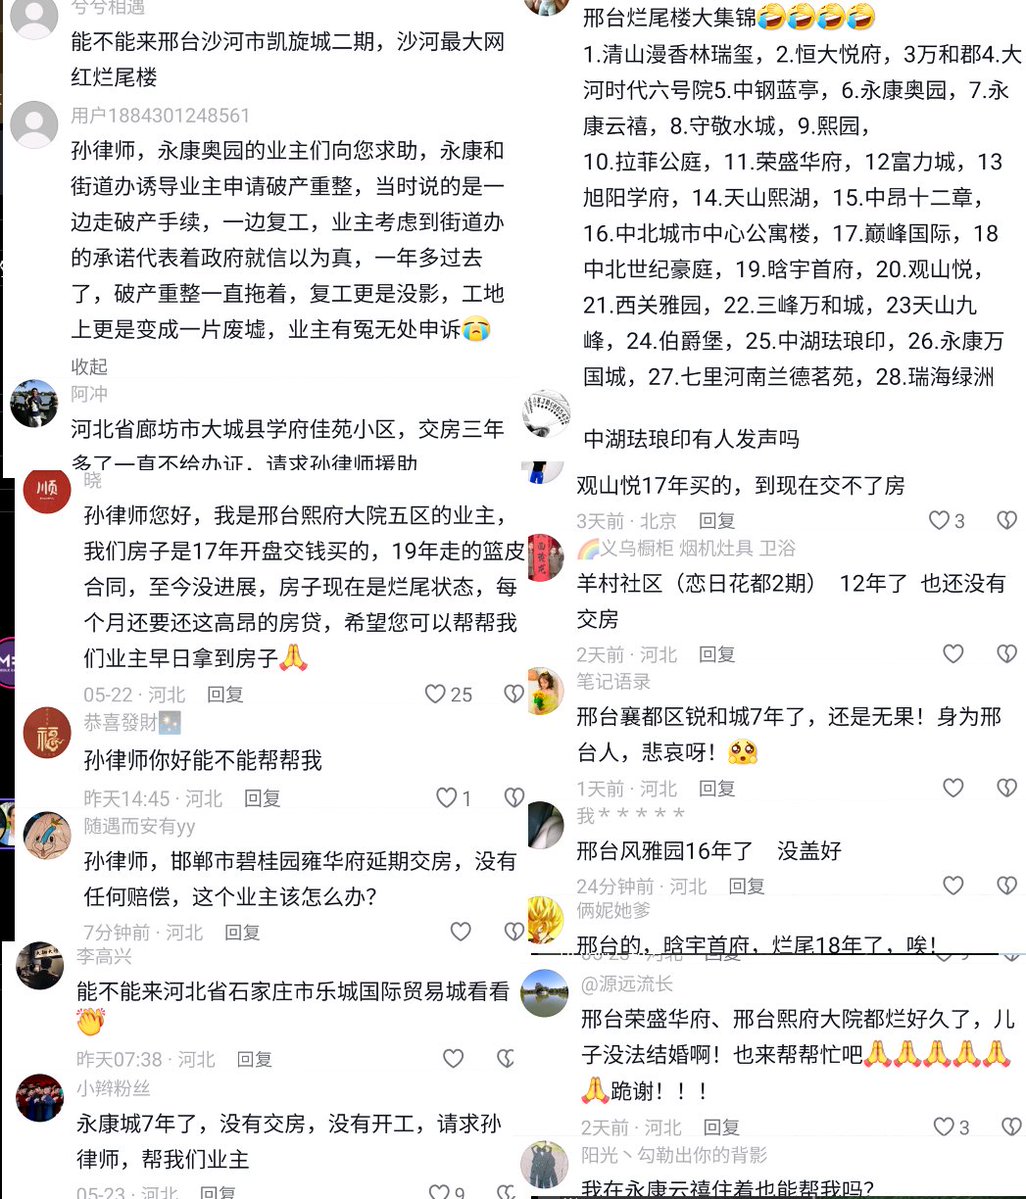 兮兮相遇
能不能来邢台沙河市凯旋城二期，沙河最大网
红烂尾楼
用户1884301248561
孙律师，永康奥园的业主们向您求助，永康和
街道办诱导业主申请破产重整，当时说的是一
边走破产手续，一边复工，业主考虑到街道办
的承诺代表着政府就信以为真，一年多过去
了，破产重整一直拖着，复工更是没影，工地
上更是变成一片废墟，业主有冤无处申诉😭
收起
阿冲
河北省廊坊市大城县学府佳苑小区，交房三年
多了一直不给办证，请求孙律师援助
顺
晓
孙律师您好，我是邢台熙府大院五区的业主，
我们房子是17年开盘交钱买的，19年走的篮皮
合同，至今没进展，房子现在是烂尾状态，每
个月还要还这高昂的房贷，希望您可以帮帮我
们业主早日拿到房子🙏
05-22 · 河北 回复 25
福
恭喜發財
孙律师你好能不能帮帮我
昨天14:45 · 河北 回复 1
随遇而安有yy
孙律师，邯郸市碧桂园雍华府延期交房，没有
任何赔偿，这个业主该怎么办？
7分钟前 · 河北 回复
李高兴
能不能来河北省石家庄市乐城国际贸易城看看
👏
昨天07:38 · 河北 回复
小辫粉丝
永康城7年了，没有交房，没有开工，请求孙
律师，帮我们业主
05-23 · 河北 回复 9
邢台烂尾楼大集锦🤣🤣🤣🤣
1.清山漫香林瑞玺，2.恒大悦府，3万和郡4.大
河时代六号院5.中钢蓝亭，6.永康奥园，7.永
康云禧，8.守敬水城，9.熙园，
10.拉菲公庭，11.荣盛华府，12富力城，13
旭阳学府，14.天山熙湖，15.中昂十二章，
16.中北城市中心公寓楼，17.巅峰国际，18
中北世纪豪庭，19.晗宇首府，20.观山悦，
21.西关雅园，22.三峰万和城，23天山九
峰，24.伯爵堡，25.中湖珐琅印，26.永康万
国城，27.七里河南兰德茗苑，28.瑞海绿洲
中湖珐琅印有人发声吗
观山悦17年买的，到现在交不了房
3天前 · 北京 回复 3
🌈义乌橱柜 烟机灶具 卫浴
羊村社区（恋日花都2期） 12年了 也还没有
交房
2天前 · 河北 回复
笔记语录
邢台襄都区锐和城7年了，还是无果！身为邢
台人，悲哀呀！🥺
1天前 · 河北 回复
我*****
邢台风雅园16年了 没盖好
24分钟前 · 河北 回复
俩妮她爹
邢台的，晗宇首府，烂尾18年了，唉！
@源远流长
邢台荣盛华府、邢台熙府大院都烂好久了，儿
子没法结婚啊！也来帮帮忙吧🙏🙏🙏🙏🙏
🙏跪谢！！！
2天前 · 河北 回复 3
阳光丶勾勒出你的背影
我在永康云禧住着也能帮我吗？